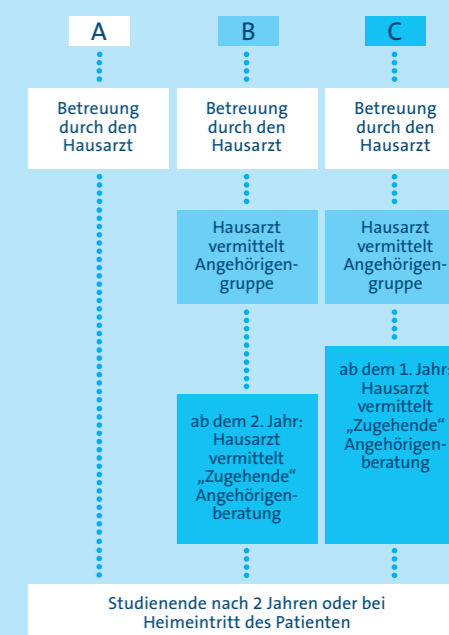 A
B
C
Betreuung
durch den
Hausarzt
Betreuung
durch den
Hausarzt
Betreuung
durch den
Hausarzt
Hausarzt
vermittelt
Angehörigen-
gruppe
Hausarzt
vermittelt
Angehörigen-
gruppe
ab dem 2. Jahr:
Hausarzt
vermittelt
„Zugehende“
Angehörigen-
beratung
ab dem 1. Jahr:
Hausarzt
vermittelt
„Zugehende“
Angehörigen-
beratung
Studienende nach 2 Jahren oder bei
Heimeintritt des Patienten